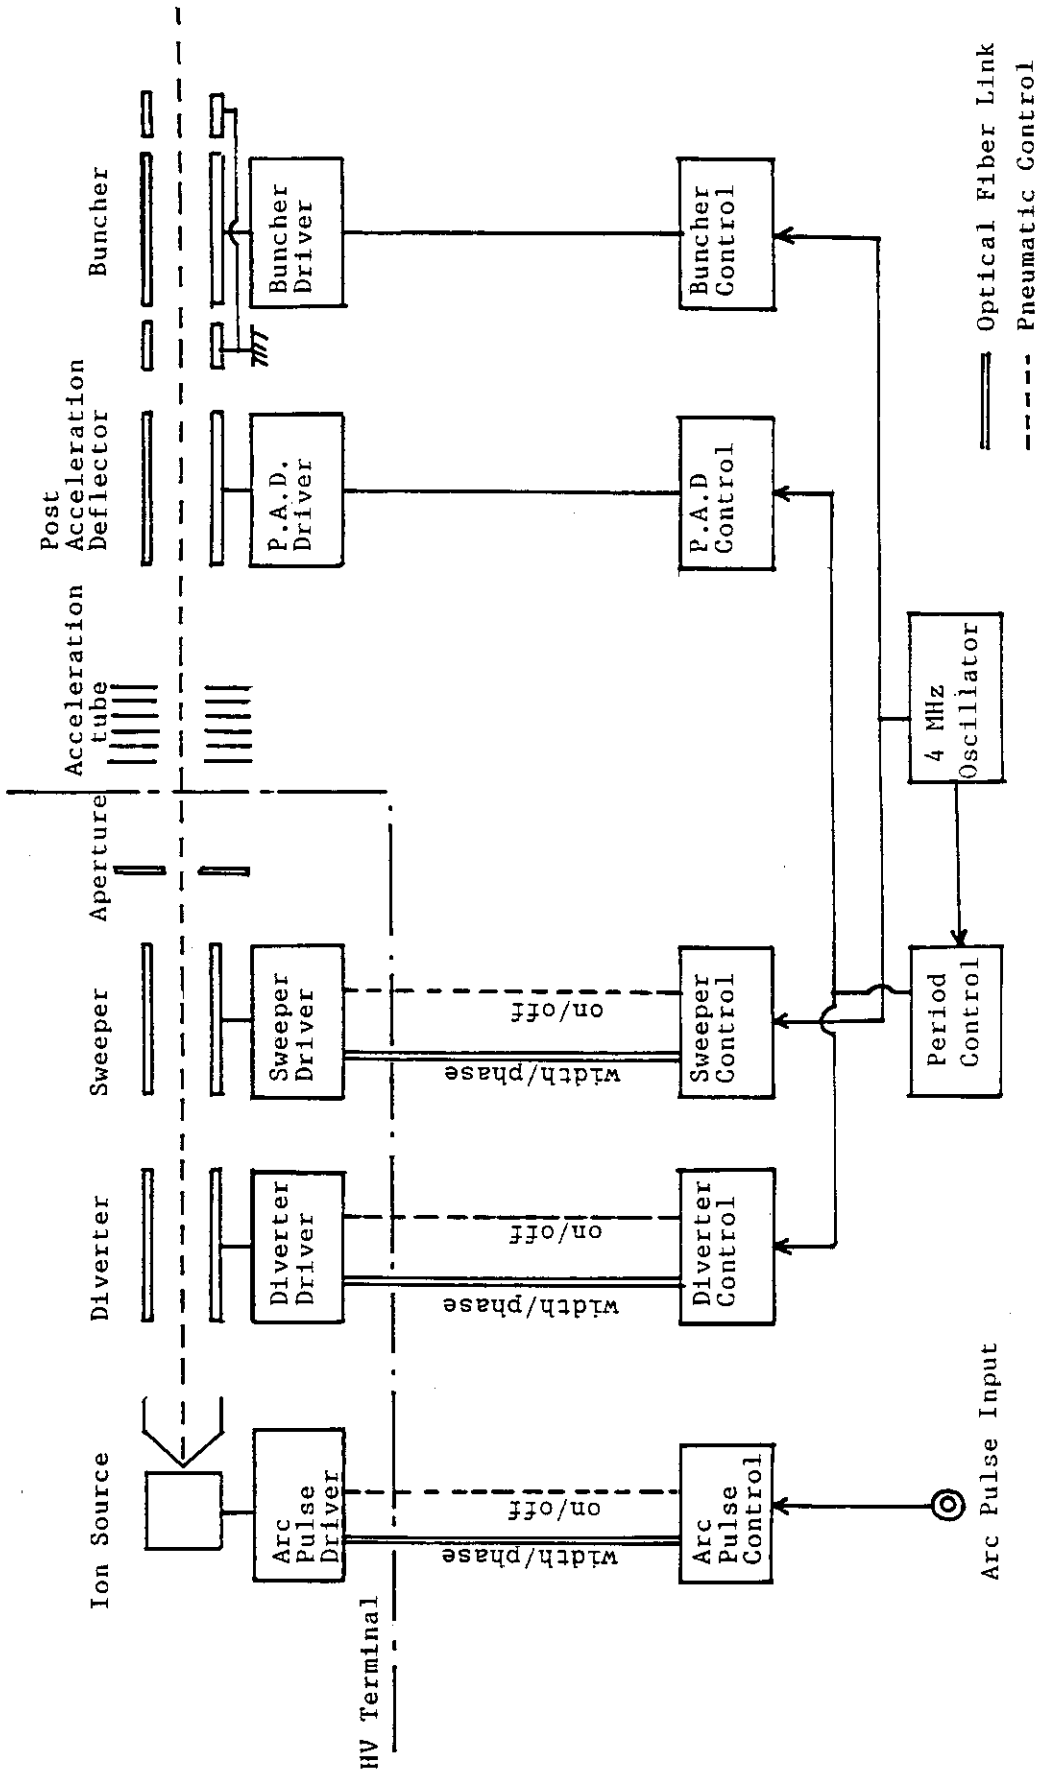 Ion Source
Diverter
Sweeper
Aperture
Acceleration
tube
Post
Acceleration
Deflector
Buncher
Arc
Pulse
Driver
Diverter
Driver
Sweeper
Driver
P.A.D.
Driver
Buncher
Driver
HV Terminal
width/phase
on/off
width/phase
on/off
width/phase
on/off
Arc
Pulse
Control
Diverter
Control
Sweeper
Control
P.A.D
Control
Buncher
Control
Period
Control
4 MHz
Oscillator
Arc Pulse Input
Optical Fiber Link
Pneumatic Control